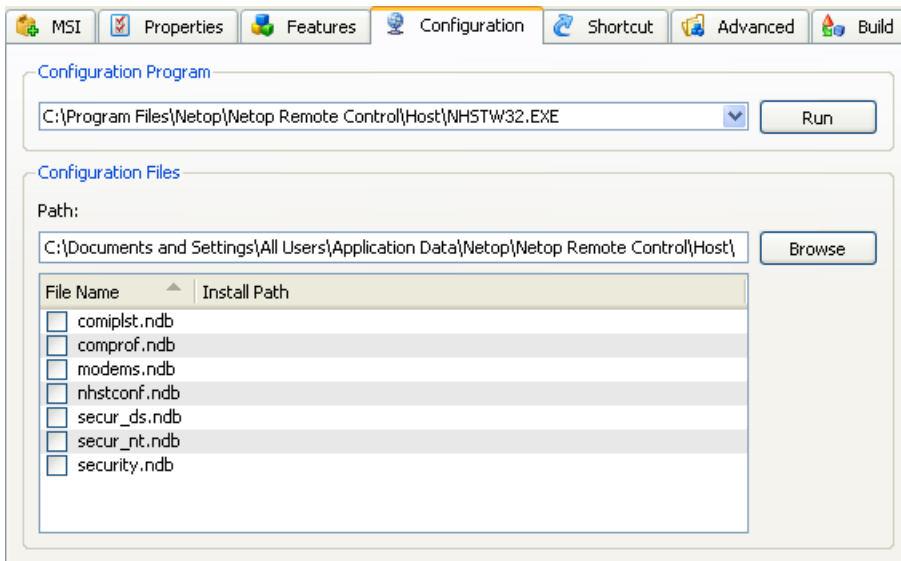 MSI Properties Features Configuration Shortcut Advanced Build
Configuration Program
C:\Program Files\Netop\Netop Remote Control\Host\NHSTW32.EXE Run
Configuration Files
Path:
C:\Documents and Settings\All Users\Application Data\Netop\Netop Remote Control\Host\ Browse
File Name Install Path
comiplst.ndb
comprof.ndb
modems.ndb
nhstconf.ndb
secur_ds.ndb
secur_nt.ndb
security.ndb